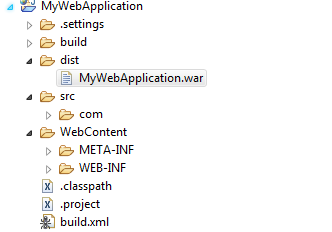 MyWebApplication
.settings
build
dist
MyWebApplication.war
src
com
WebContent
META-INF
WEB-INF
.classpath
.project
build.xml